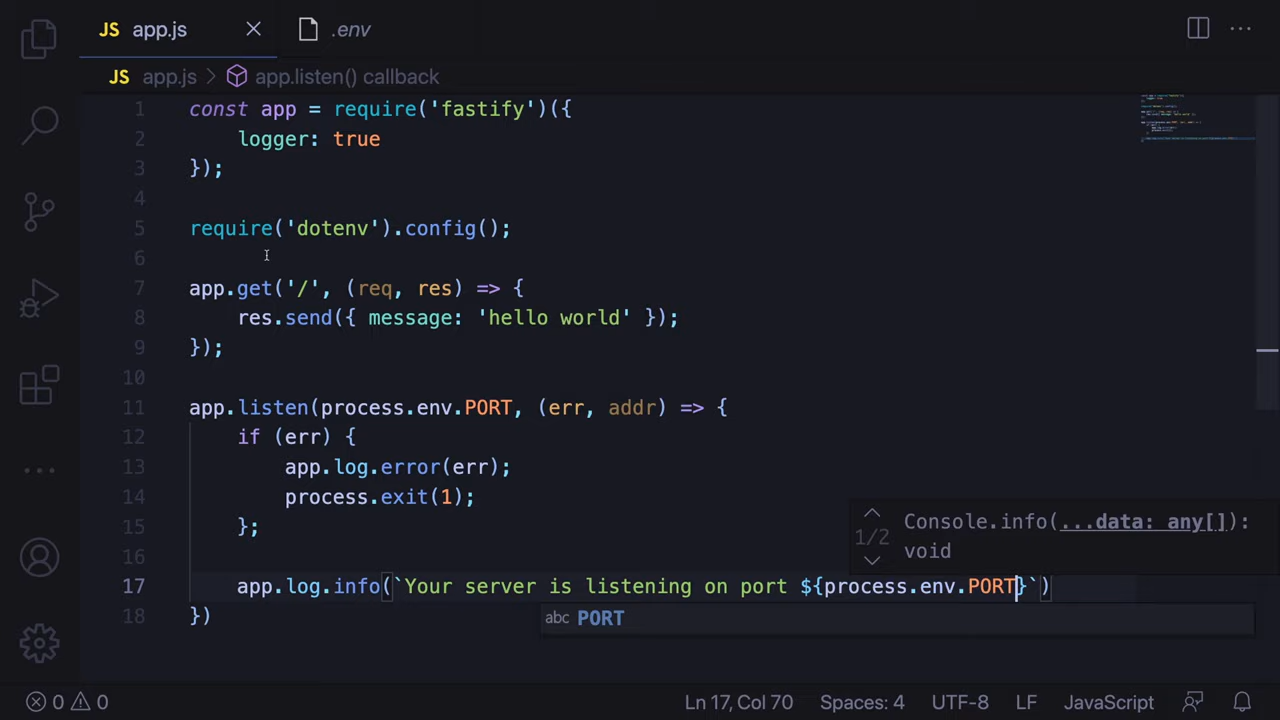 JS app.js
.env
JS app.js > app.listen() callback
1 const app = require('fastify')({
2 logger: true
3 });
4
5 require('dotenv').config();
6
7 app.get('/', (req, res) => {
8 res.send({ message: 'hello world' });
9 });
10
11 app.listen(process.env.PORT, (err, addr) => {
12 if (err) {
13 app.log.error(err);
14 process.exit(1);
15 };
16
17 app.log.info(`Your server is listening on port ${process.env.PORT}`)
18 })
1/2
Console.info(...data: any[]):
void
abc PORT
0 0
Ln 17, Col 70
Spaces: 4
UTF-8
LF
JavaScript